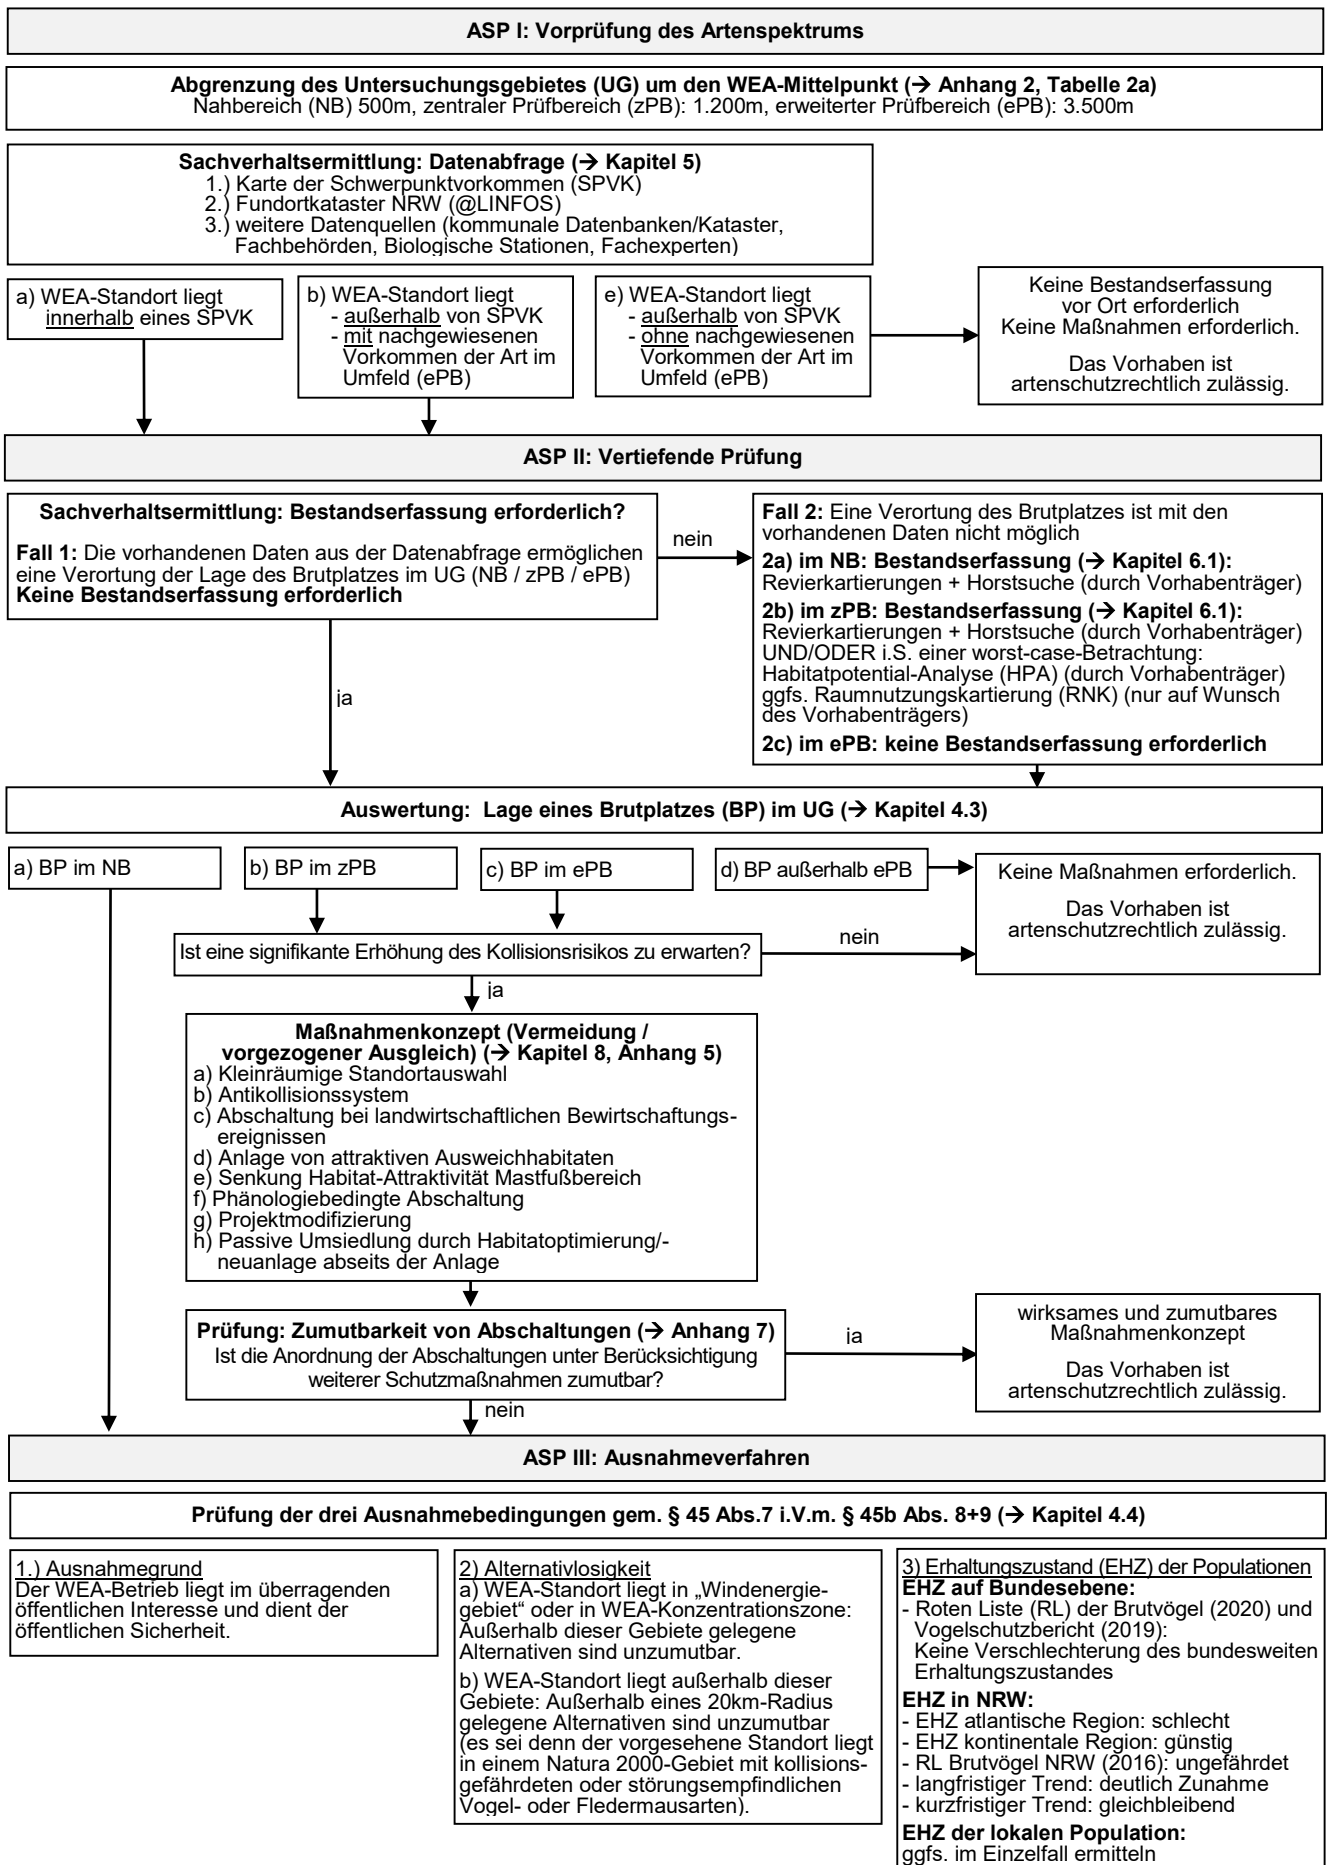 ASP I: Vorprüfung des Artenspektrums
Abgrenzung des Untersuchungsgebietes (UG) um den WEA-Mittelpunkt (→ Anhang 2, Tabelle 2a)
Nahbereich (NB) 500m, zentraler Prüfbereich (zPB): 1.200m, erweiterter Prüfbereich (ePB): 3.500m
Sachverhaltsermittlung: Datenabfrage (→ Kapitel 5)
1.) Karte der Schwerpunktvorkommen (SPVK)
2.) Fundortkataster NRW (@LINFOS)
3.) weitere Datenquellen (kommunale Datenbanken/Kataster,
Fachbehörden, Biologische Stationen, Fachexperten)
a) WEA-Standort liegt
innerhalb eines SPVK
b) WEA-Standort liegt
- außerhalb von SPVK
- mit nachgewiesenen
Vorkommen der Art im
Umfeld (ePB)
e) WEA-Standort liegt
- außerhalb von SPVK
- ohne nachgewiesenen
Vorkommen der Art im
Umfeld (ePB)
Keine Bestandserfassung
vor Ort erforderlich
Keine Maßnahmen erforderlich.
Das Vorhaben ist
artenschutzrechtlich zulässig.
ASP II: Vertiefende Prüfung
Sachverhaltsermittlung: Bestandserfassung erforderlich?
Fall 1: Die vorhandenen Daten aus der Datenabfrage ermöglichen
eine Verortung der Lage des Brutplatzes im UG (NB / zPB / ePB)
Keine Bestandserfassung erforderlich
nein
Fall 2: Eine Verortung des Brutplatzes ist mit den
vorhandenen Daten nicht möglich
2a) im NB: Bestandserfassung (→ Kapitel 6.1):
Revierkartierungen + Horstsuche (durch Vorhabenträger)
2b) im zPB: Bestandserfassung (→ Kapitel 6.1):
Revierkartierungen + Horstsuche (durch Vorhabenträger)
UND/ODER i.S. einer worst-case-Betrachtung:
Habitatpotential-Analyse (HPA) (durch Vorhabenträger)
ggfs. Raumnutzungskartierung (RNK) (nur auf Wunsch
des Vorhabenträgers)
2c) im ePB: keine Bestandserfassung erforderlich
ja
Auswertung: Lage eines Brutplatzes (BP) im UG (→ Kapitel 4.3)
a) BP im NB
b) BP im zPB
c) BP im ePB
d) BP außerhalb ePB
Keine Maßnahmen erforderlich.
Das Vorhaben ist
artenschutzrechtlich zulässig.
Ist eine signifikante Erhöhung des Kollisionsrisikos zu erwarten?
nein
ja
Maßnahmenkonzept (Vermeidung /
vorgezogener Ausgleich) (→ Kapitel 8, Anhang 5)
a) Kleinräumige Standortauswahl
b) Antikollisionssystem
c) Abschaltung bei landwirtschaftlichen Bewirtschaftungs-
ereignissen
d) Anlage von attraktiven Ausweichhabitaten
e) Senkung Habitat-Attraktivität Mastfußbereich
f) Phänologiebedingte Abschaltung
g) Projektmodifizierung
h) Passive Umsiedlung durch Habitatoptimierung/-
neuanlage abseits der Anlage
Prüfung: Zumutbarkeit von Abschaltungen (→ Anhang 7)
Ist die Anordnung der Abschaltungen unter Berücksichtigung
weiterer Schutzmaßnahmen zumutbar?
ja
wirksames und zumutbares
Maßnahmenkonzept
Das Vorhaben ist
artenschutzrechtlich zulässig.
nein
ASP III: Ausnahmeverfahren
Prüfung der drei Ausnahmebedingungen gem. § 45 Abs.7 i.V.m. § 45b Abs. 8+9 (→ Kapitel 4.4)
1.) Ausnahmegrund
Der WEA-Betrieb liegt im überragenden
öffentlichen Interesse und dient der
öffentlichen Sicherheit.
2) Alternativlosigkeit
a) WEA-Standort liegt in „Windenergie-
gebiet“ oder in WEA-Konzentrationszone:
Außerhalb dieser Gebiete gelegene
Alternativen sind unzumutbar.
b) WEA-Standort liegt außerhalb dieser
Gebiete: Außerhalb eines 20km-Radius
gelegene Alternativen sind unzumutbar
(es sei denn der vorgesehene Standort liegt
in einem Natura 2000-Gebiet mit kollisions-
gefährdeten oder störungsempfindlichen
Vogel- oder Fledermausarten).
3) Erhaltungszustand (EHZ) der Populationen
EHZ auf Bundesebene:
- Roten Liste (RL) der Brutvögel (2020) und
Vogelschutzbericht (2019):
Keine Verschlechterung des bundesweiten
Erhaltungszustandes
EHZ in NRW:
- EHZ atlantische Region: schlecht
- EHZ kontinentale Region: günstig
- RL Brutvögel NRW (2016): ungefährdet
- langfristiger Trend: deutlich Zunahme
- kurzfristiger Trend: gleichbleibend
EHZ der lokalen Population:
ggfs. im Einzelfall ermitteln